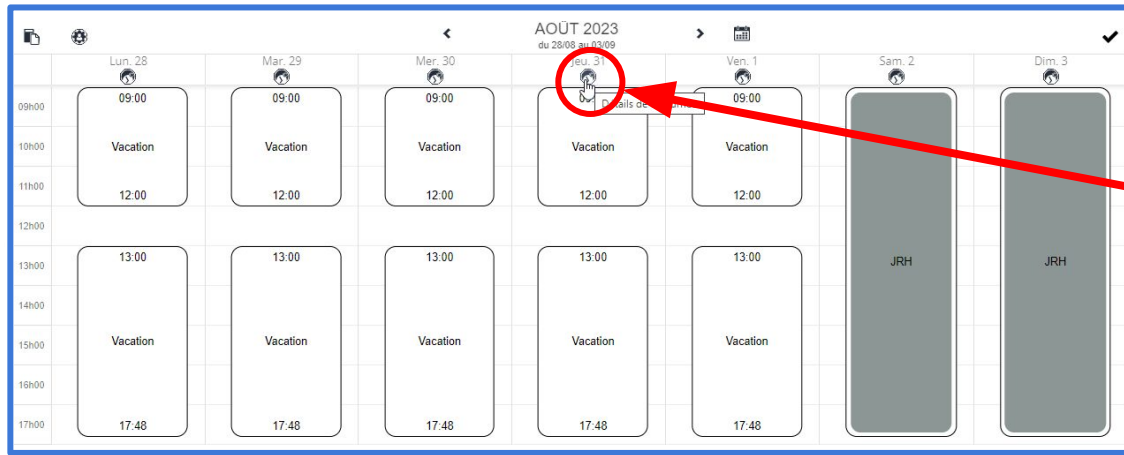 AOÛT 2023
du 28/08 au 03/09
Lun. 28 Mar. 29 Mer. 30 Jeu. 31 Ven. 1 Sam. 2 Dim. 3
09:00 09:00 09:00 09:00
09h00 Détails de
10h00 Vacation Vacation Vacation Vacation Vacation
11h00
12:00 12:00 12:00 12:00 12:00
12h00
13:00 13:00 13:00 13:00 13:00
13h00 JRH JRH
14h00
15h00 Vacation Vacation Vacation Vacation Vacation
16h00
17h00 17:48 17:48 17:48 17:48 17:48